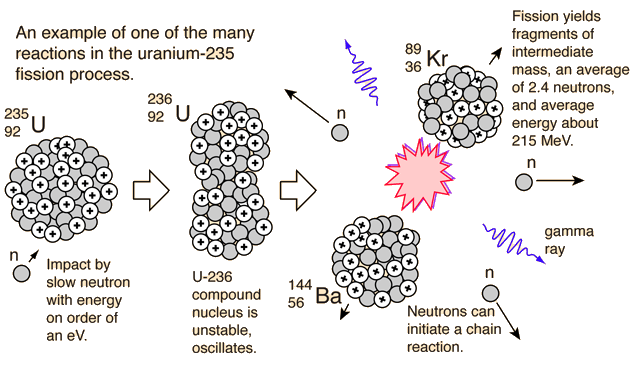 An example of one of the many
reactions in the uranium-235
fission process.
235
92 U
n
Impact by
slow neutron
with energy
on order of
an eV.
236
92 U
U-236
compound
nucleus is
unstable,
oscillates.
n
89
36 Kr
Fission yields
fragments of
intermediate
mass, an average
of 2.4 neutrons,
and average
energy about
215 MeV.
n
gamma
ray
144
56 Ba
n
Neutrons can
initiate a chain
reaction.